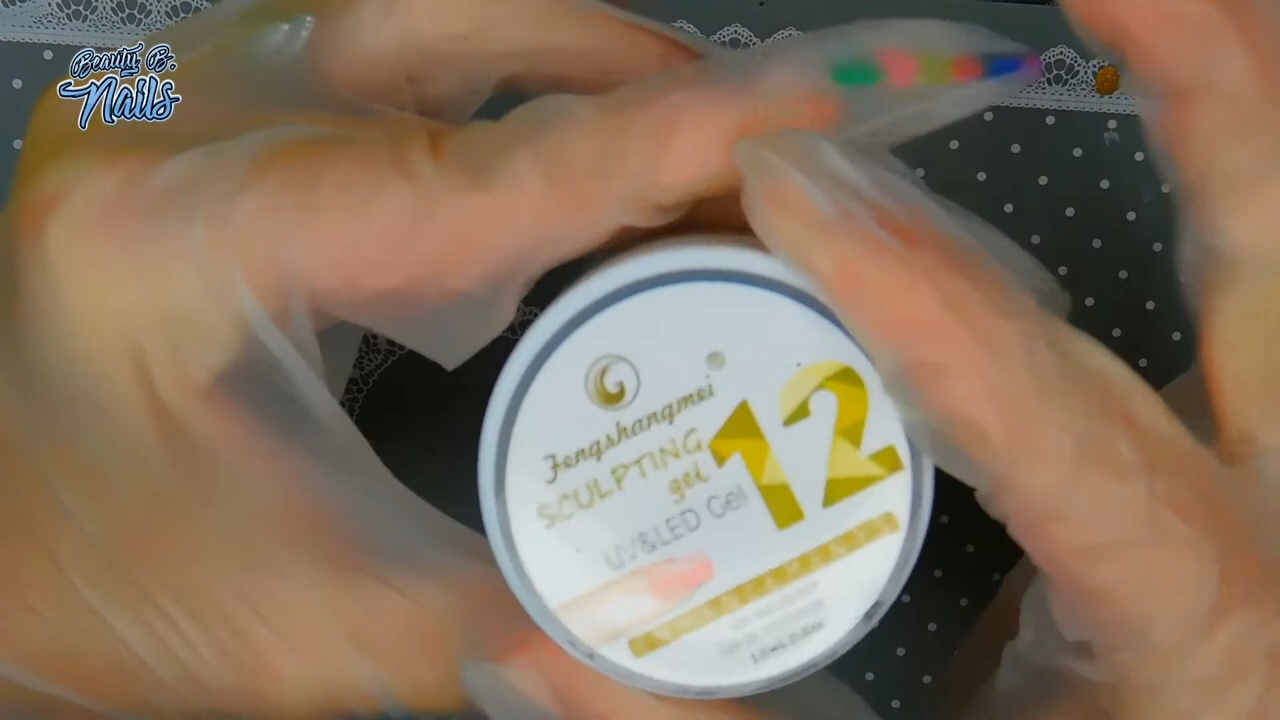 Beauty B.
Nails
Fengshangmei
SCULPTING
gel
UV&LED Gel
12